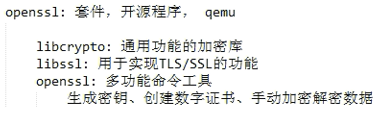 openssl: 套件，开源程序， qemu
libcrypto: 通用功能的加密库
libssl: 用于实现TLS/SSL的功能
openssl: 多功能命令工具
生成密钥、创建数字证书、手动加密解密数据